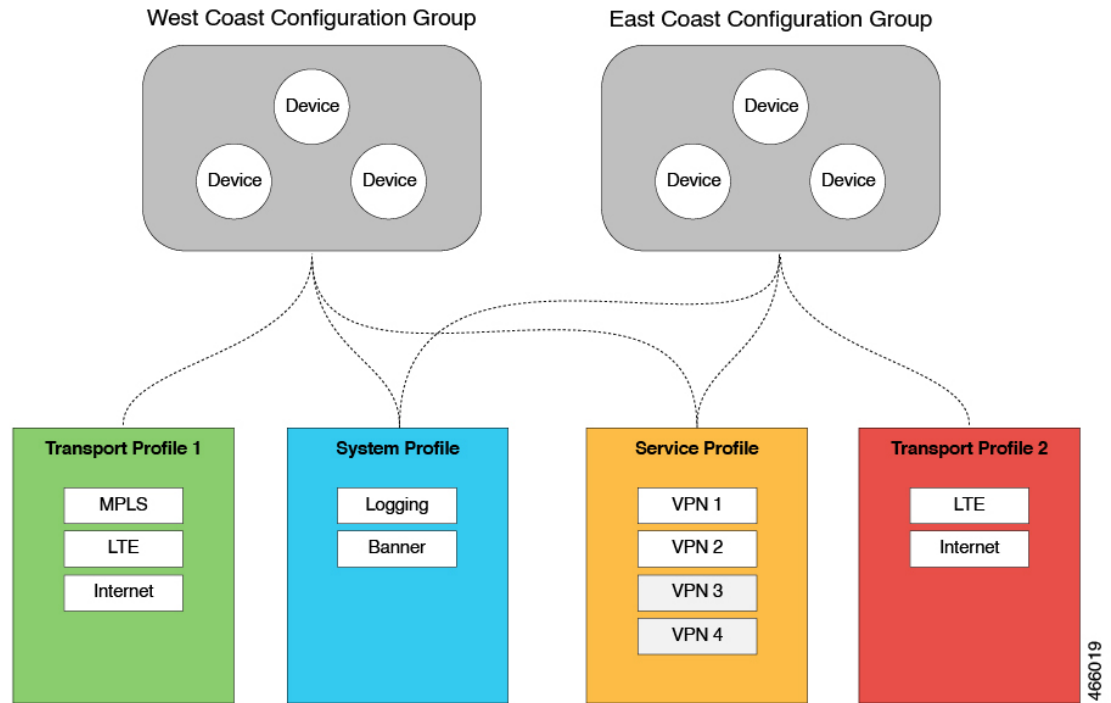 West Coast Configuration Group
East Coast Configuration Group
Device
Device
Device
Device
Device
Device
Transport Profile 1
MPLS
LTE
Internet
System Profile
Logging
Banner
Service Profile
VPN 1
VPN 2
VPN 3
VPN 4
Transport Profile 2
LTE
Internet
466019